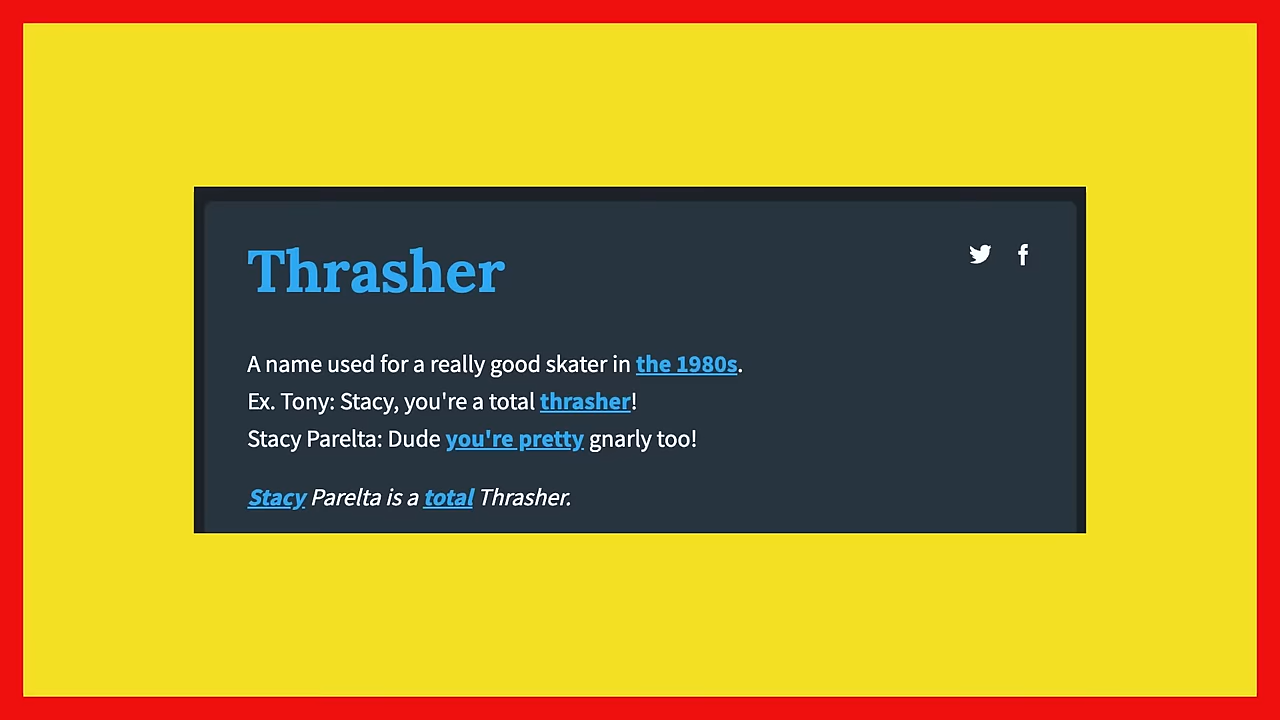 Thrasher
A name used for a really good skater in the 1980s.
Ex. Tony: Stacy, you're a total thrasher!
Stacy Parelta: Dude you're pretty gnarly too!
Stacy Parelta is a total Thrasher.